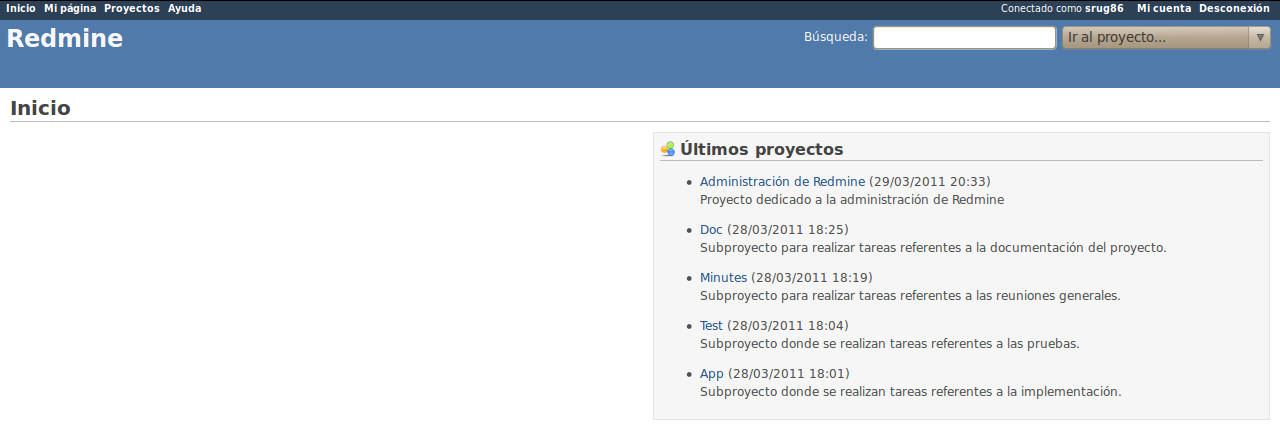 Inicio Mi página Proyectos Ayuda Conectado como srug86 Mi cuenta Desconexión
Redmine Búsqueda: Ir al proyecto...
Inicio
Últimos proyectos
• Administración de Redmine (29/03/2011 20:33)
Proyecto dedicado a la administración de Redmine
• Doc (28/03/2011 18:25)
Subproyecto para realizar tareas referentes a la documentación del proyecto.
• Minutes (28/03/2011 18:19)
Subproyecto para realizar tareas referentes a las reuniones generales.
• Test (28/03/2011 18:04)
Subproyecto donde se realizan tareas referentes a las pruebas.
• App (28/03/2011 18:01)
Subproyecto donde se realizan tareas referentes a la implementación.